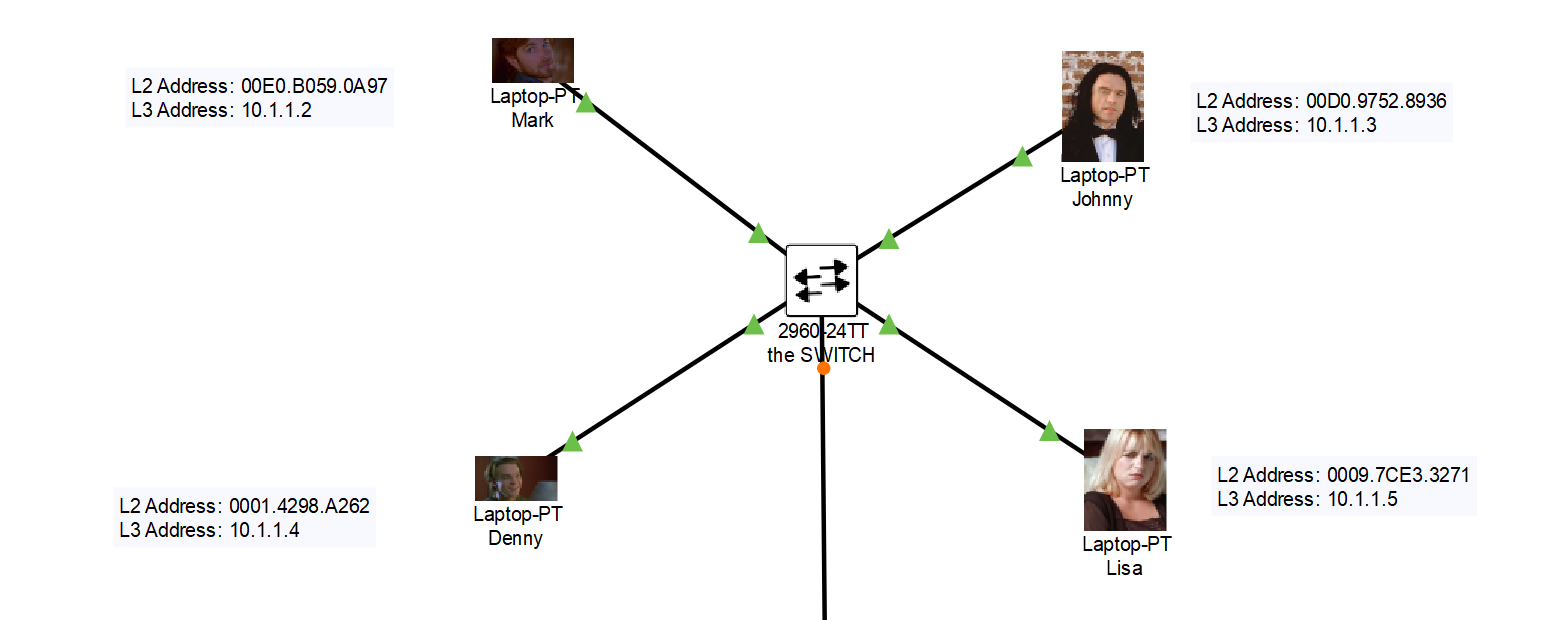 L2 Address: 00E0.B059.0A97
L3 Address: 10.1.1.2
Laptop-PT
Mark
L2 Address: 00D0.9752.8936
L3 Address: 10.1.1.3
Laptop-PT
Johnny
2960-24TT
the SWITCH
L2 Address: 0001.4298.A262
L3 Address: 10.1.1.4
Laptop-PT
Denny
L2 Address: 0009.7CE3.3271
L3 Address: 10.1.1.5
Laptop-PT
Lisa